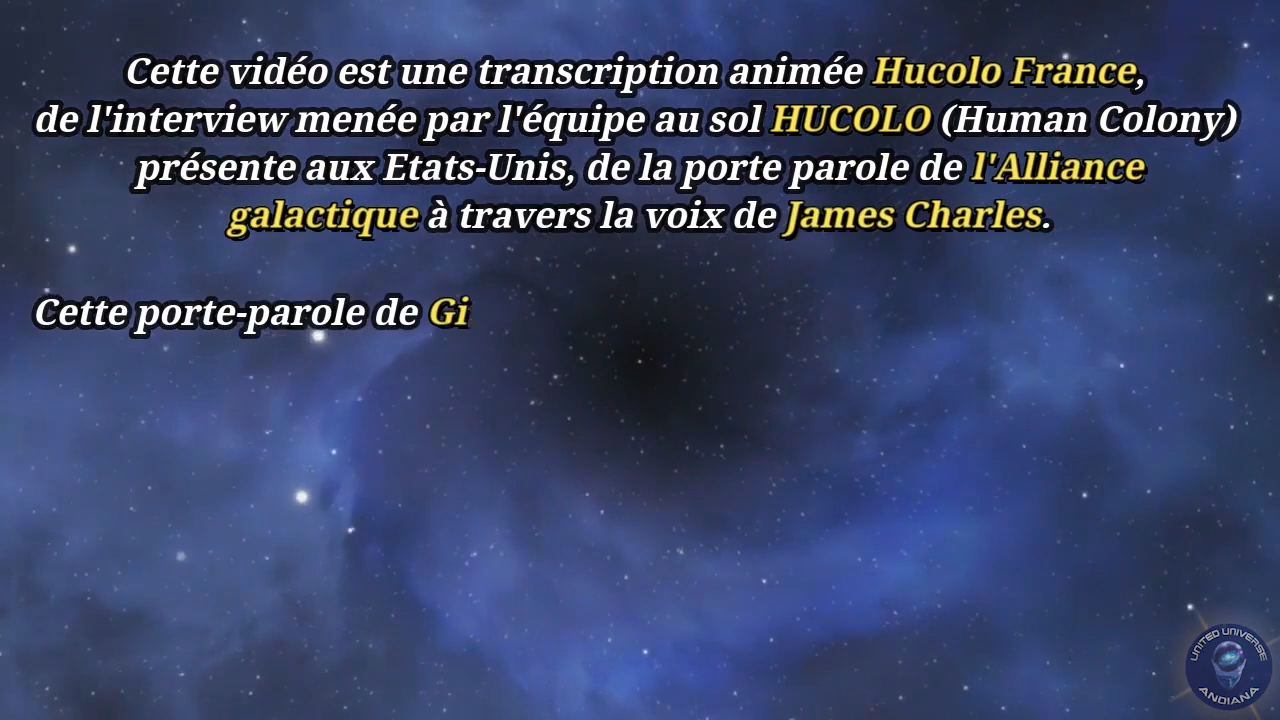 Cette vidéo est une transcription animée Hucolo France,
de l'interview menée par l'équipe au sol HUCOLO (Human Colony)
présente aux Etats-Unis, de la porte parole de l'Alliance
galactique à travers la voix de James Charles.
Cette porte-parole de Gi
UNITED UNIVERSE
ANDIANA